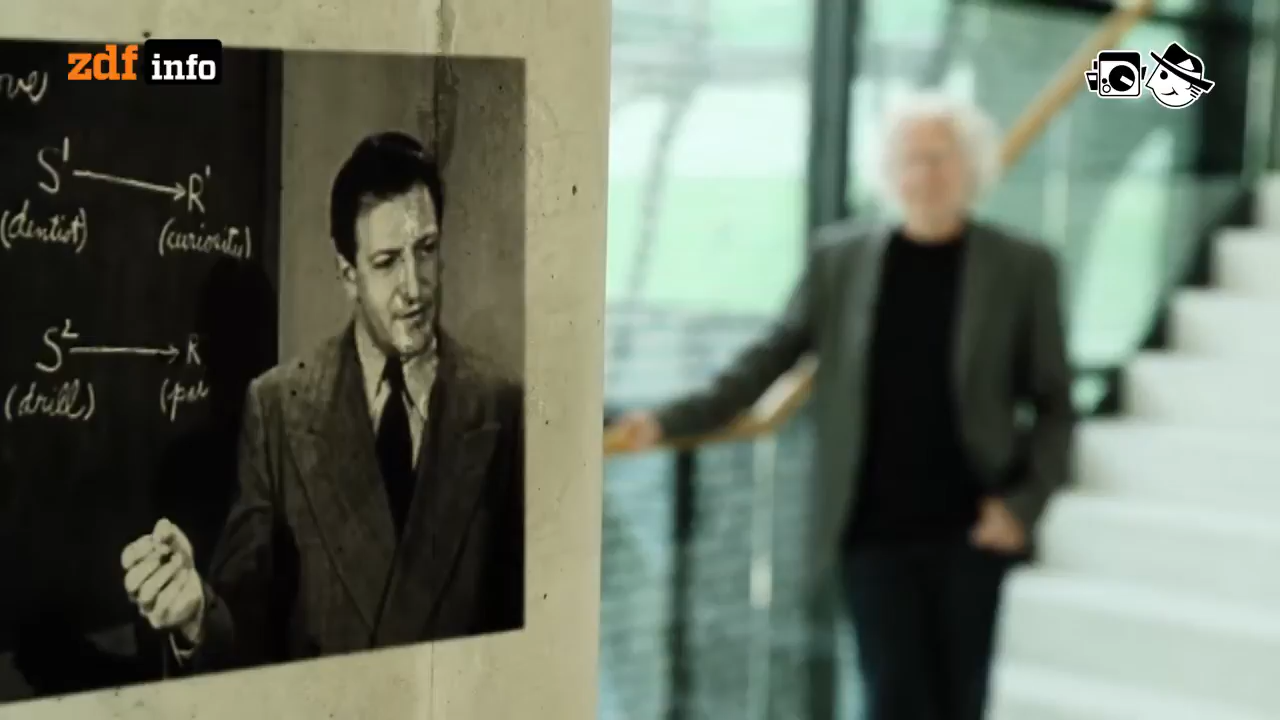 zdf info
S¹ → R¹
(dentist) (curiosity)
S² → R
(drill)